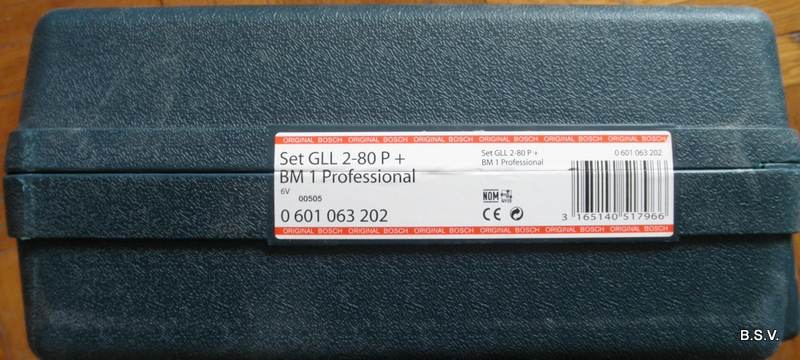 ORIGINAL BOSCH ORIGINAL BOSCH ORIGINAL BOSCH ORIGINAL BOSCH ORIGINAL BOSCH ORIGINAL BOSCH
Set GLL 2-80 P +
BM 1 Professional
6V
00505
0 601 063 202
Set GLL 2-80 P +
BM 1 Professional
0 601 063 202
NOM
CE
3 165140 517966
ORIGINAL BOSCH ORIGINAL BOSCH ORIGINAL BOSCH ORIGINAL BOSCH ORIGINAL BOSCH ORIGINAL BOSCH
B.S.V.